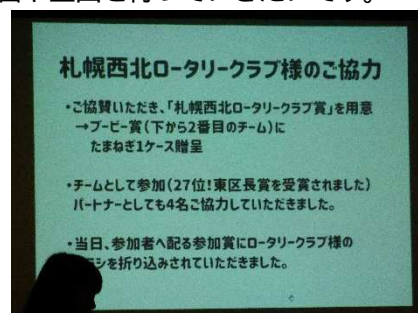 札幌西北ロータリークラブ様のご協力
・ご協賛いただき、「札幌西北ロータリークラブ賞」を用意
→ブービー賞(下から2番目のチーム)に
たまねぎ1ケース贈呈
・チームとして参加(27位!東区長賞を受賞されました)
パートナーとしても4名ご協力していただきました。
・当日、参加者へ配る参加賞にロータリークラブ様の
シを折り込みされていただきました。